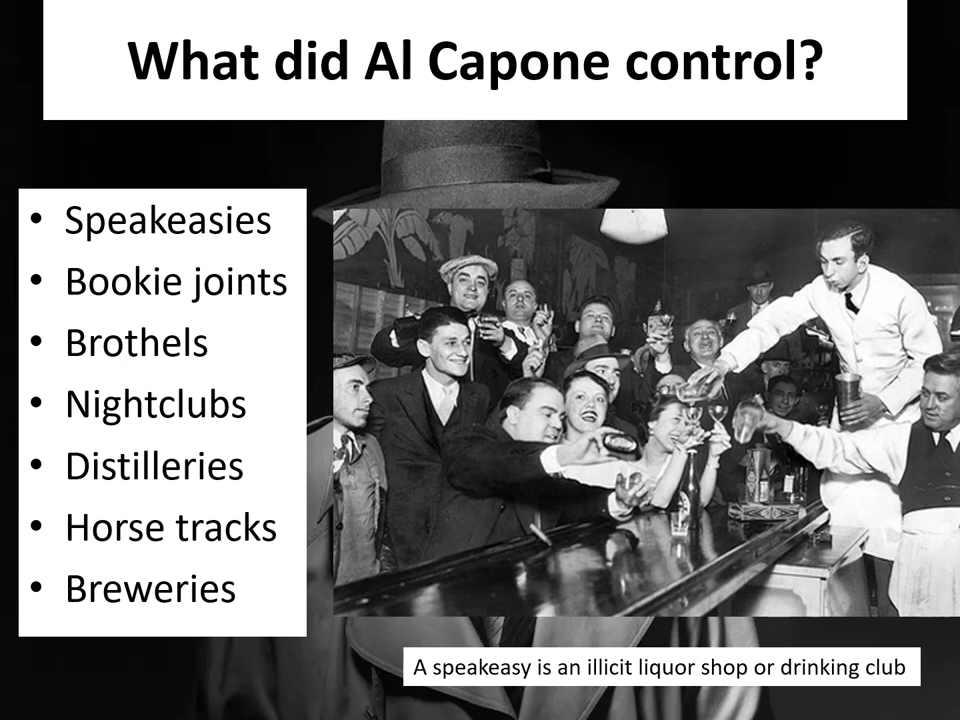 What did Al Capone control?
• Speakeasies
• Bookie joints
• Brothels
• Nightclubs
• Distilleries
• Horse tracks
• Breweries
A speakeasy is an illicit liquor shop or drinking club